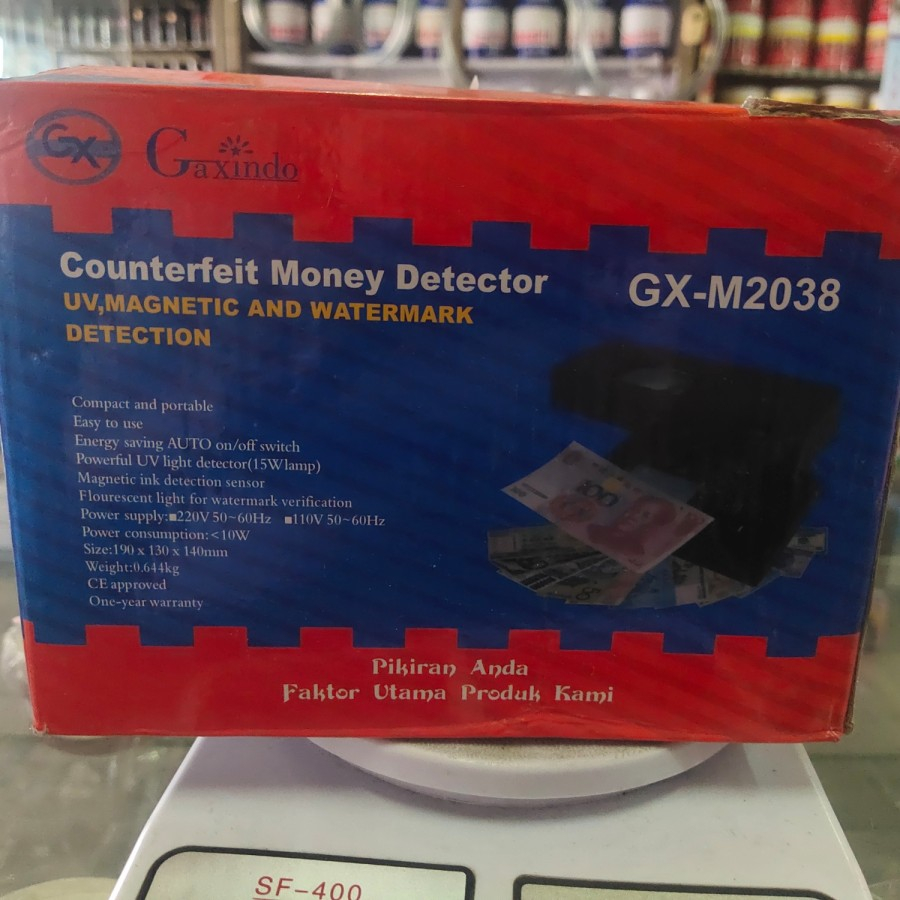 GX
Gaxindo
Counterfeit Money Detector
GX-M2038
UV,MAGNETIC AND WATERMARK
DETECTION
Compact and portable
Easy to use
Energy saving AUTO on/off switch
Powerful UV light detector(15Wlamp)
Magnetic ink detection sensor
Flourescent light for watermark verification
Power supply:■220V 50~60Hz ■110V 50~60Hz
Power consumption:<10W
Size:190 x 130 x 140mm
Weight:0.644kg
CE approved
One-year warranty
100
Pikiran Anda
Faktor Utama Produk Kami
SF-400